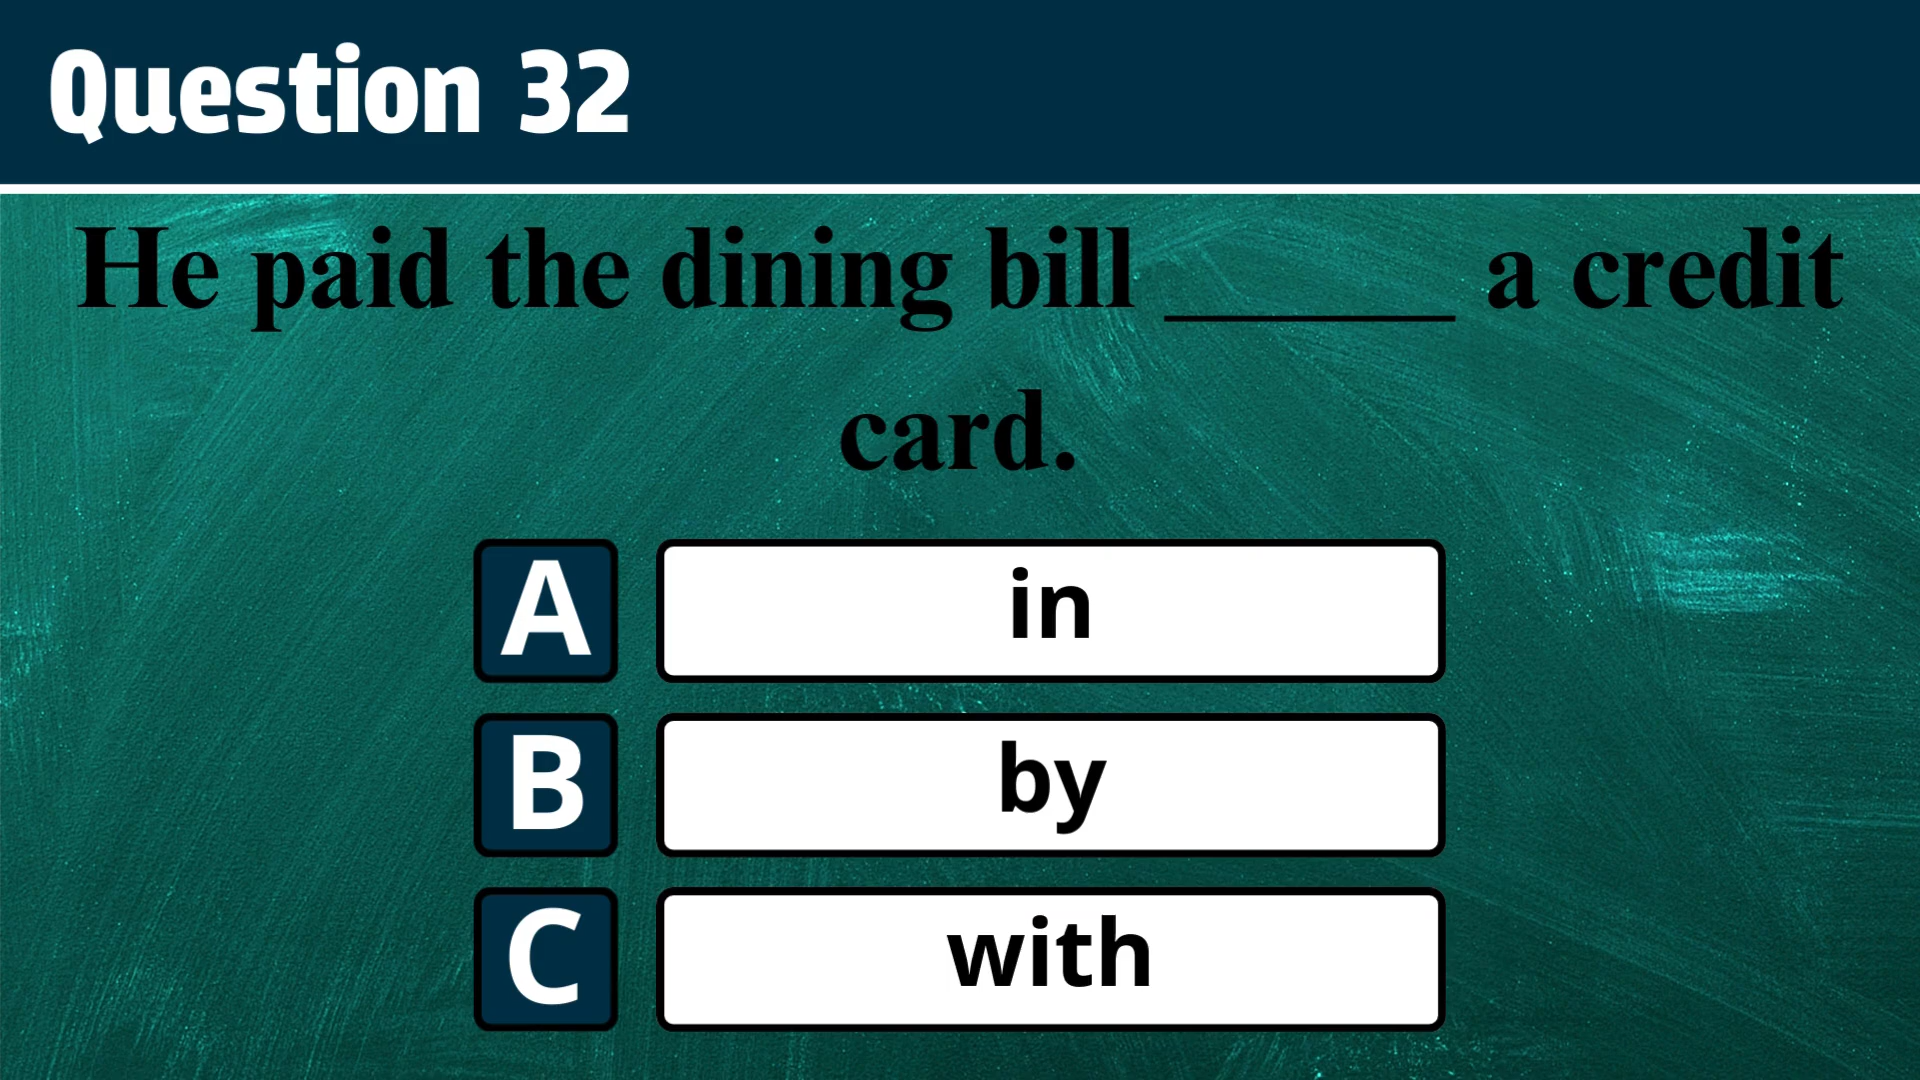 Question 32
He paid the dining bill ______ a credit
card.
A
in
B
by
C
with